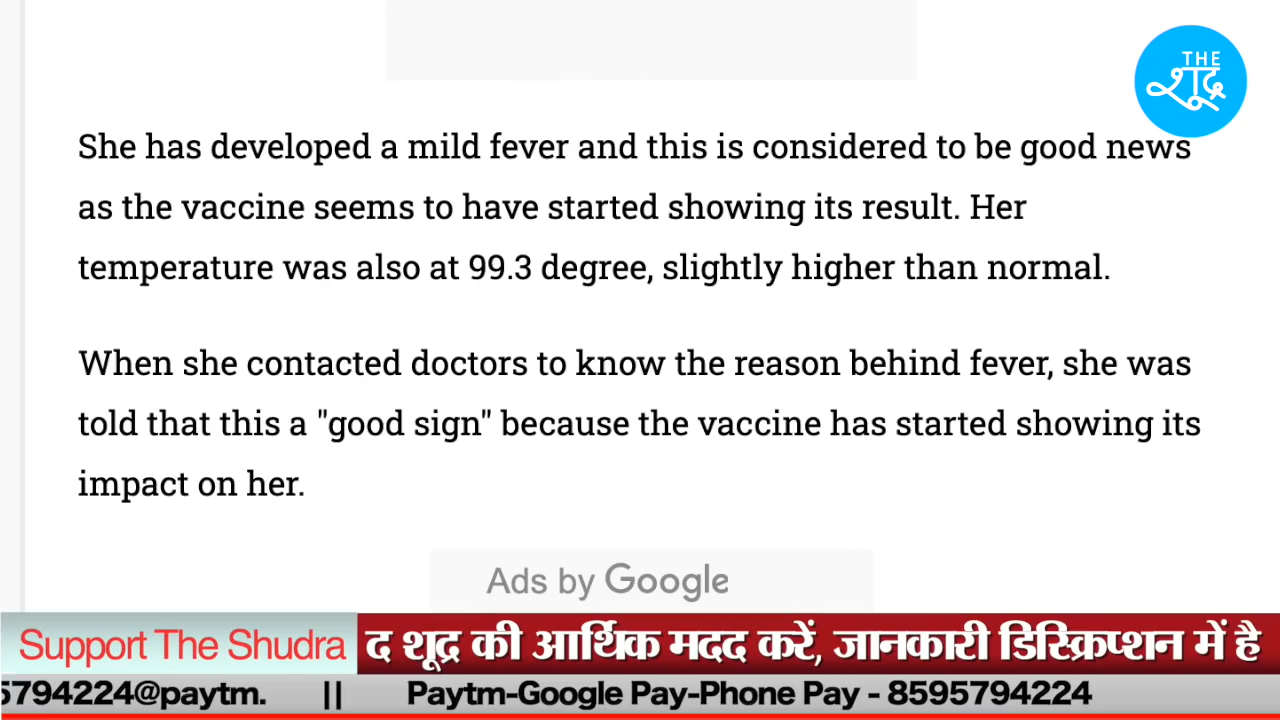 THE
शूद्र
She has developed a mild fever and this is considered to be good news
as the vaccine seems to have started showing its result. Her
temperature was also at 99.3 degree, slightly higher than normal.
When she contacted doctors to know the reason behind fever, she was
told that this a "good sign" because the vaccine has started showing its
impact on her.
Ads by Google
Support The Shudra द शूद्र की आर्थिक मदद करें, जानकारी डिस्क्रिप्शन में है
5794224@paytm. || Paytm-Google Pay-Phone Pay - 8595794224